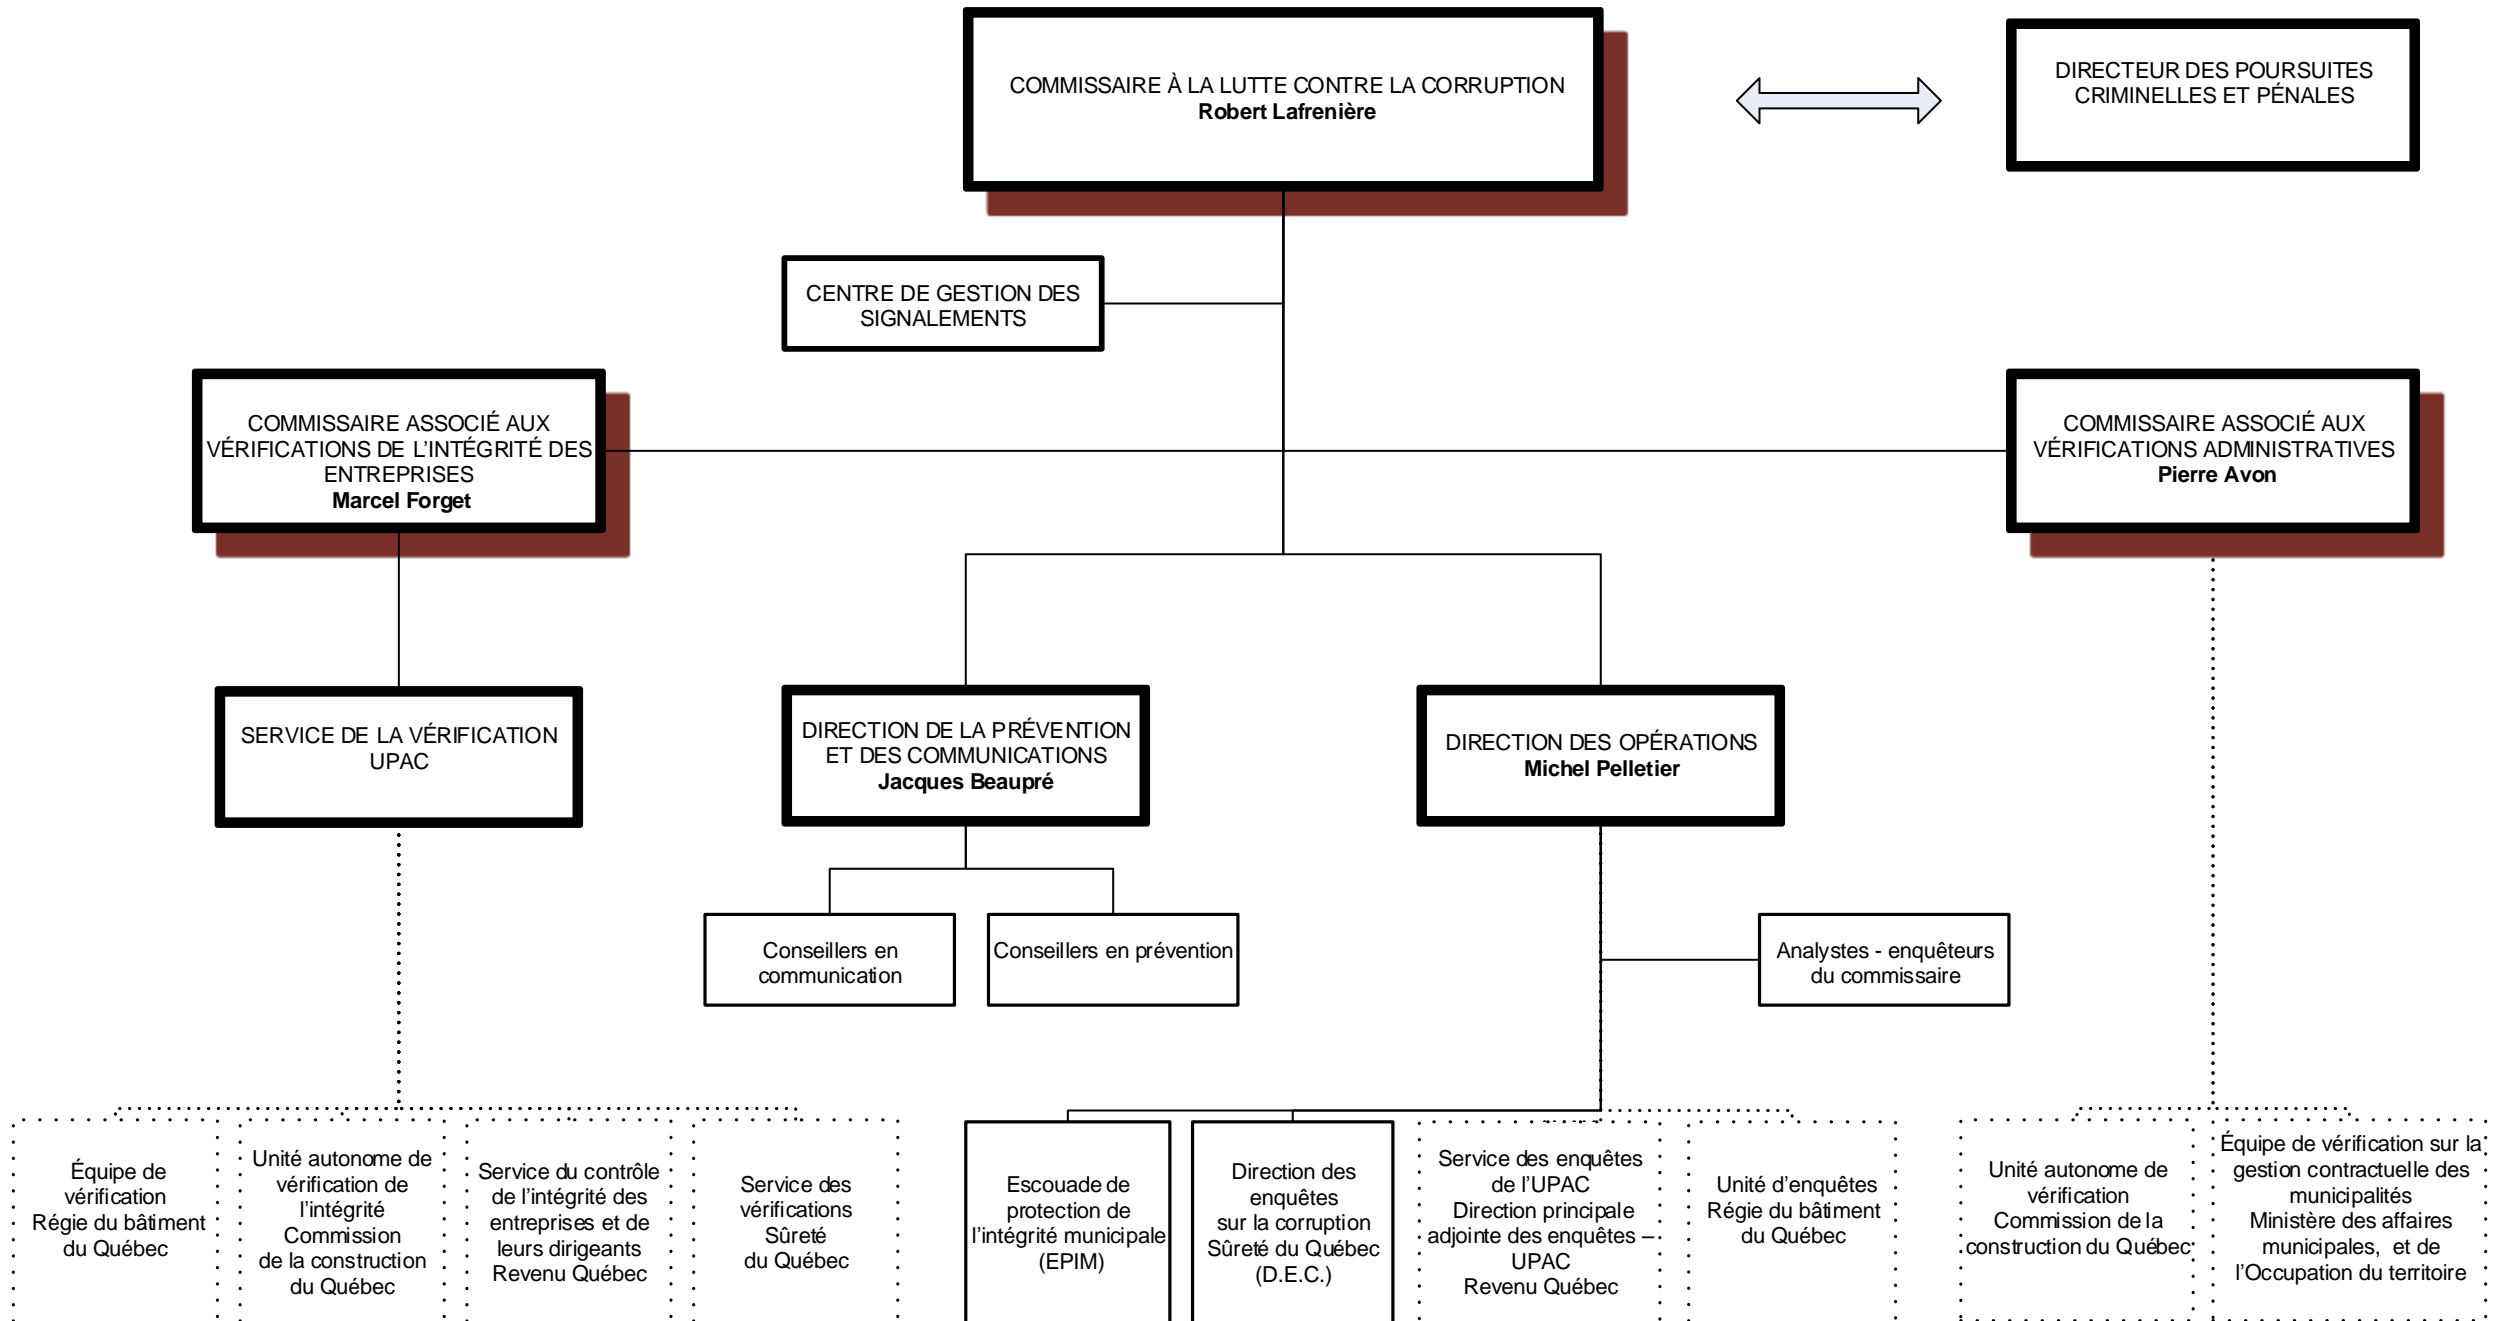 COMMISSAIRE À LA LUTTE CONTRE LA CORRUPTION
Robert Lafrenière
DIRECTEUR DES POURSUITES
CRIMINELLES ET PÉNALES
CENTRE DE GESTION DES
SIGNALEMENTS
COMMISSAIRE ASSOCIÉ AUX
VÉRIFICATIONS DE L’INTÉGRITÉ DES
ENTREPRISES
Marcel Forget
COMMISSAIRE ASSOCIÉ AUX
VÉRIFICATIONS ADMINISTRATIVES
Pierre Avon
SERVICE DE LA VÉRIFICATION
UPAC
DIRECTION DE LA PRÉVENTION
ET DES COMMUNICATIONS
Jacques Beaupré
DIRECTION DES OPÉRATIONS
Michel Pelletier
Conseillers en
communication
Conseillers en prévention
Analystes - enquêteurs
du commissaire
Équipe de
vérification
Régie du bâtiment
du Québec
Unité autonome de
vérification de
l’intégrité
Commission
de la construction
du Québec
Service du contrôle
de l’intégrité des
entreprises et de
leurs dirigeants
Revenu Québec
Service des
vérifications
Sûreté
du Québec
Escouade de
protection de
l’intégrité municipale
(EPIM)
Direction des
enquêtes
sur la corruption
Sûreté du Québec
(D.E.C.)
Service des enquêtes
de l’UPAC
Direction principale
adjointe des enquêtes –
UPAC
Revenu Québec
Unité d’enquêtes
Régie du bâtiment
du Québec
Unité autonome de
vérification
Commission de la
construction du Québec
Équipe de vérification sur la
gestion contractuelle des
municipalités
Ministère des affaires
municipales, et de
l’Occupation du territoire